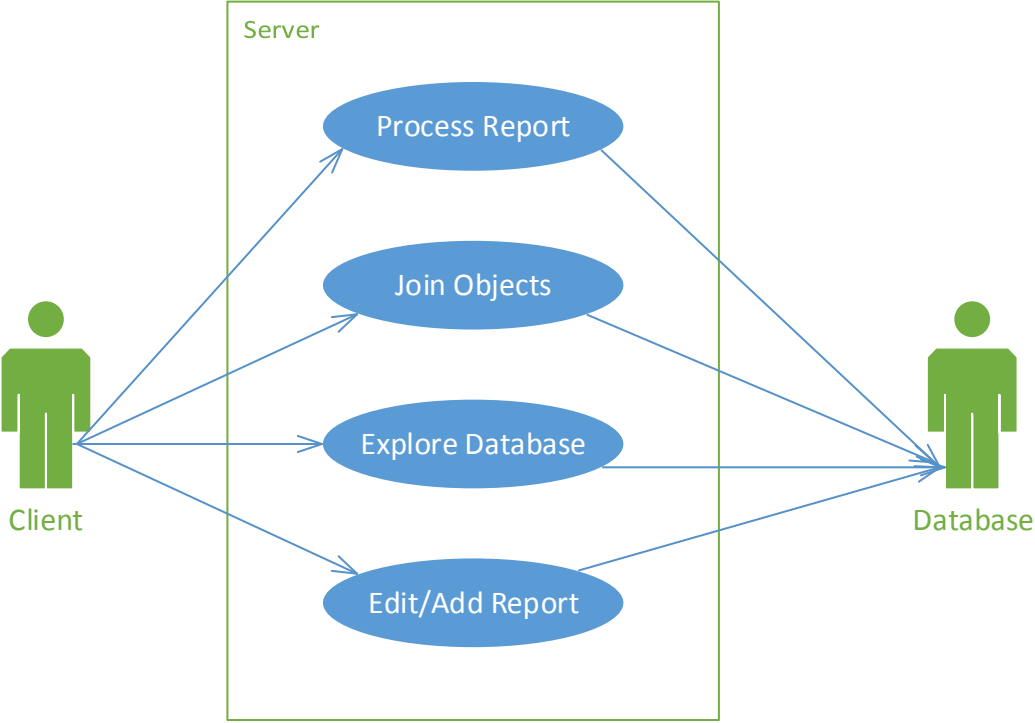 Server
Process Report
Join Objects
Explore Database
Edit/Add Report
Client
Database